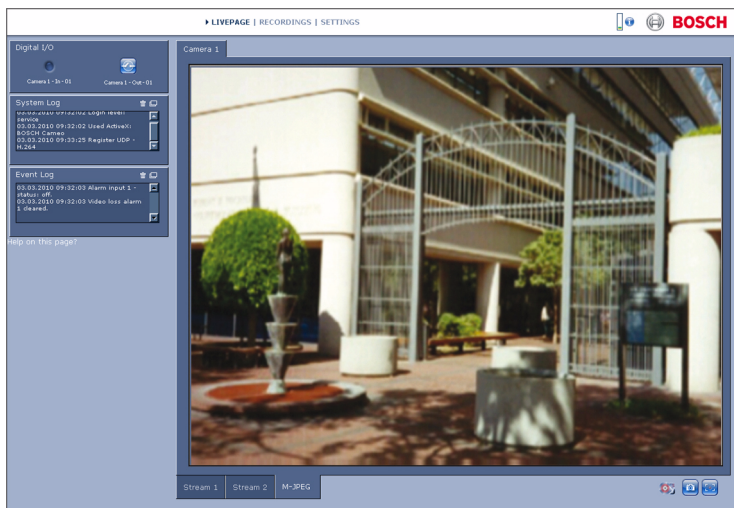 LIVEPAGE | RECORDINGS | SETTINGS
BOSCH
Digital I/O
Camera 1 - In - 01
Camera 1 - Out - 01
System Log
03.03.2010 09:32:02 Login level:
service
03.03.2010 09:32:02 Used ActiveX:
BOSCH Cameo
03.03.2010 09:33:25 Register UDP -
H.264
Event Log
03.03.2010 09:32:03 Alarm input 1 -
status: off.
03.03.2010 09:32:03 Video loss alarm
1 cleared.
Help on this page?
Camera 1
Stream 1
Stream 2
M-JPEG